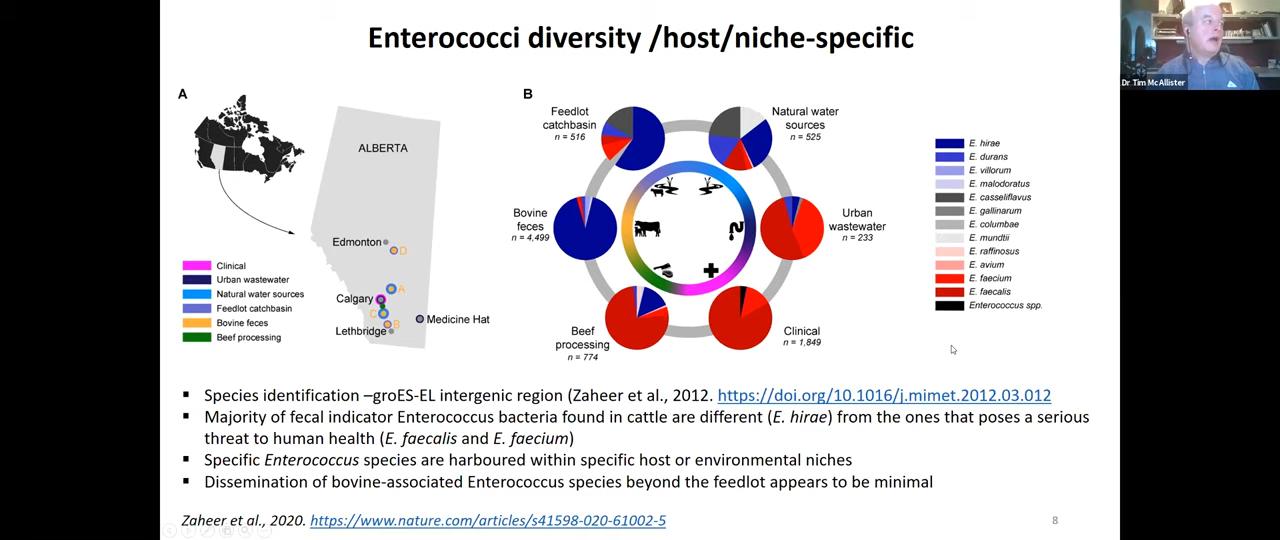 Enterococci diversity /host/niche-specific
Dr Tim McAllister
A
ALBERTA
Edmonton
D
A
Calgary
C
B
Lethbridge
Medicine Hat
Clinical
Urban wastewater
Natural water sources
Feedlot catchbasin
Bovine feces
Beef processing
B
Feedlot
catchbasin
n = 516
Natural water
sources
n = 525
Bovine
feces
n = 4,499
Urban
wastewater
n = 233
Beef
processing
n = 774
Clinical
n = 1,849
E. hirae
E. durans
E. villorum
E. malodoratus
E. casseliflavus
E. gallinarum
E. columbae
E. mundtii
E. raffinosus
E. avium
E. faecium
E. faecalis
Enterococcus spp.
▪ Species identification –groES-EL intergenic region (Zaheer et al., 2012. https://doi.org/10.1016/j.mimet.2012.03.012
▪ Majority of fecal indicator Enterococcus bacteria found in cattle are different (E. hirae) from the ones that poses a serious
threat to human health (E. faecalis and E. faecium)
▪ Specific Enterococcus species are harboured within specific host or environmental niches
▪ Dissemination of bovine-associated Enterococcus species beyond the feedlot appears to be minimal
Zaheer et al., 2020. https://www.nature.com/articles/s41598-020-61002-5
8